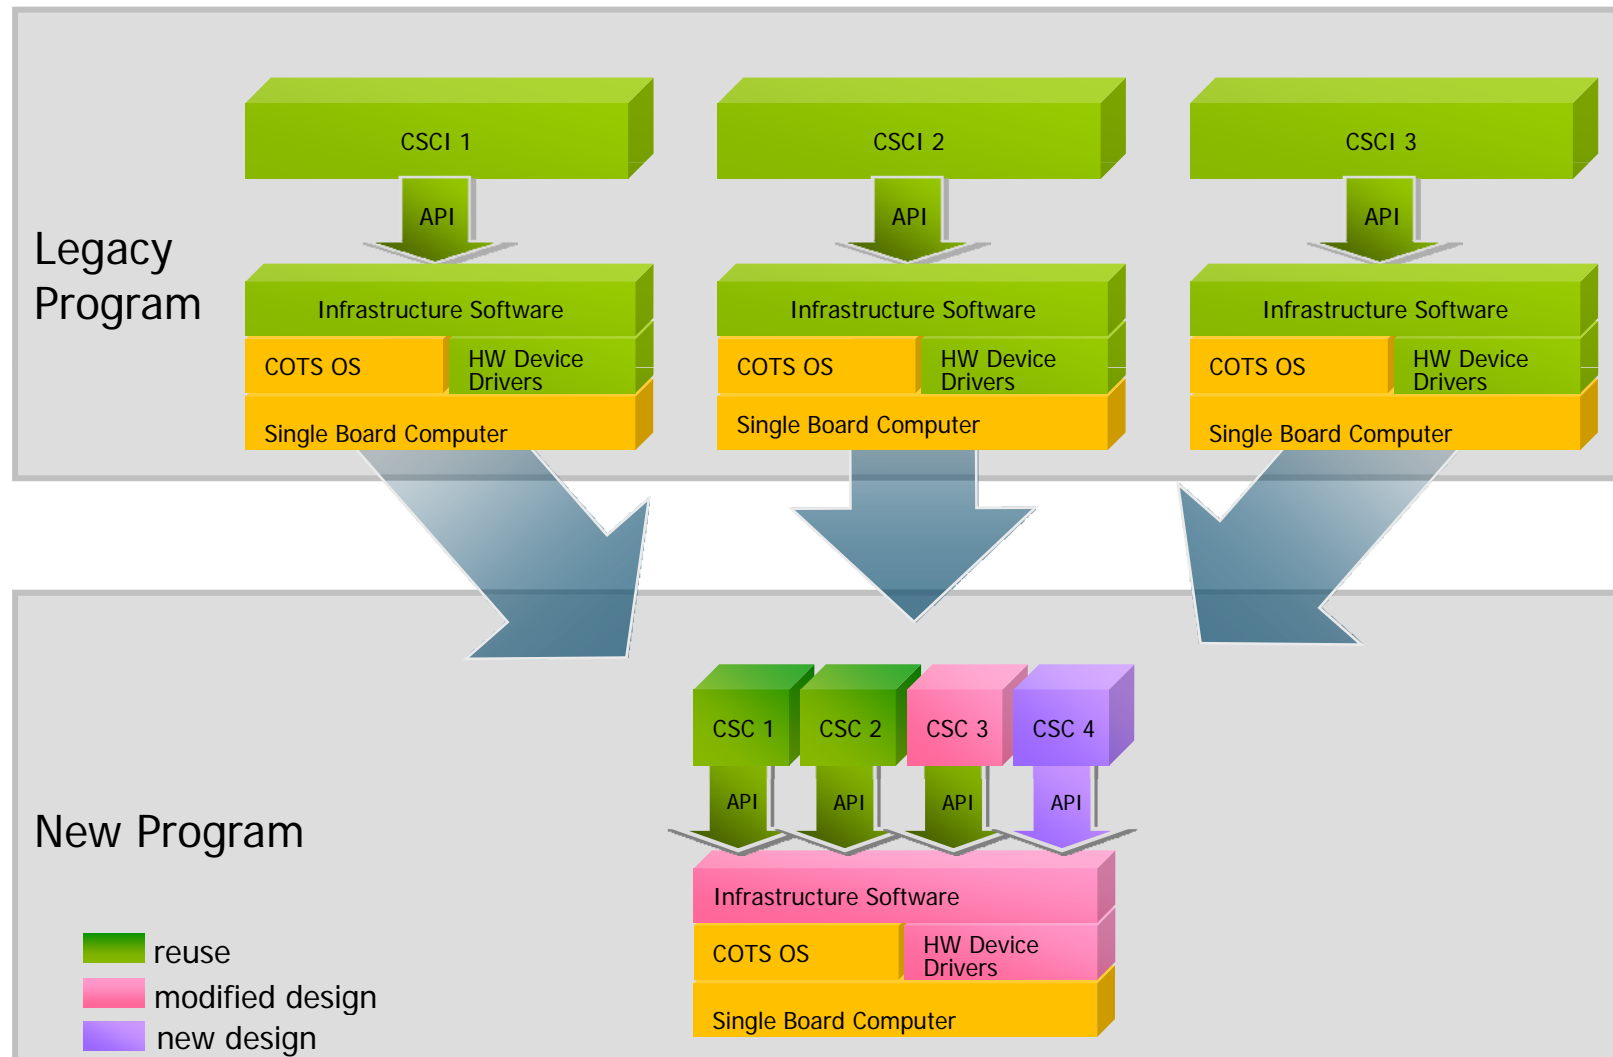 CSCI 1
CSCI 2
CSCI 3
API
API
API
Legacy
Program
Infrastructure Software
Infrastructure Software
Infrastructure Software
COTS OS
HW Device
Drivers
COTS OS
HW Device
Drivers
COTS OS
HW Device
Drivers
Single Board Computer
Single Board Computer
Single Board Computer
CSC 1
CSC 2
CSC 3
CSC 4
API
API
API
API
New Program
Infrastructure Software
COTS OS
HW Device
Drivers
Single Board Computer
reuse
modified design
new design